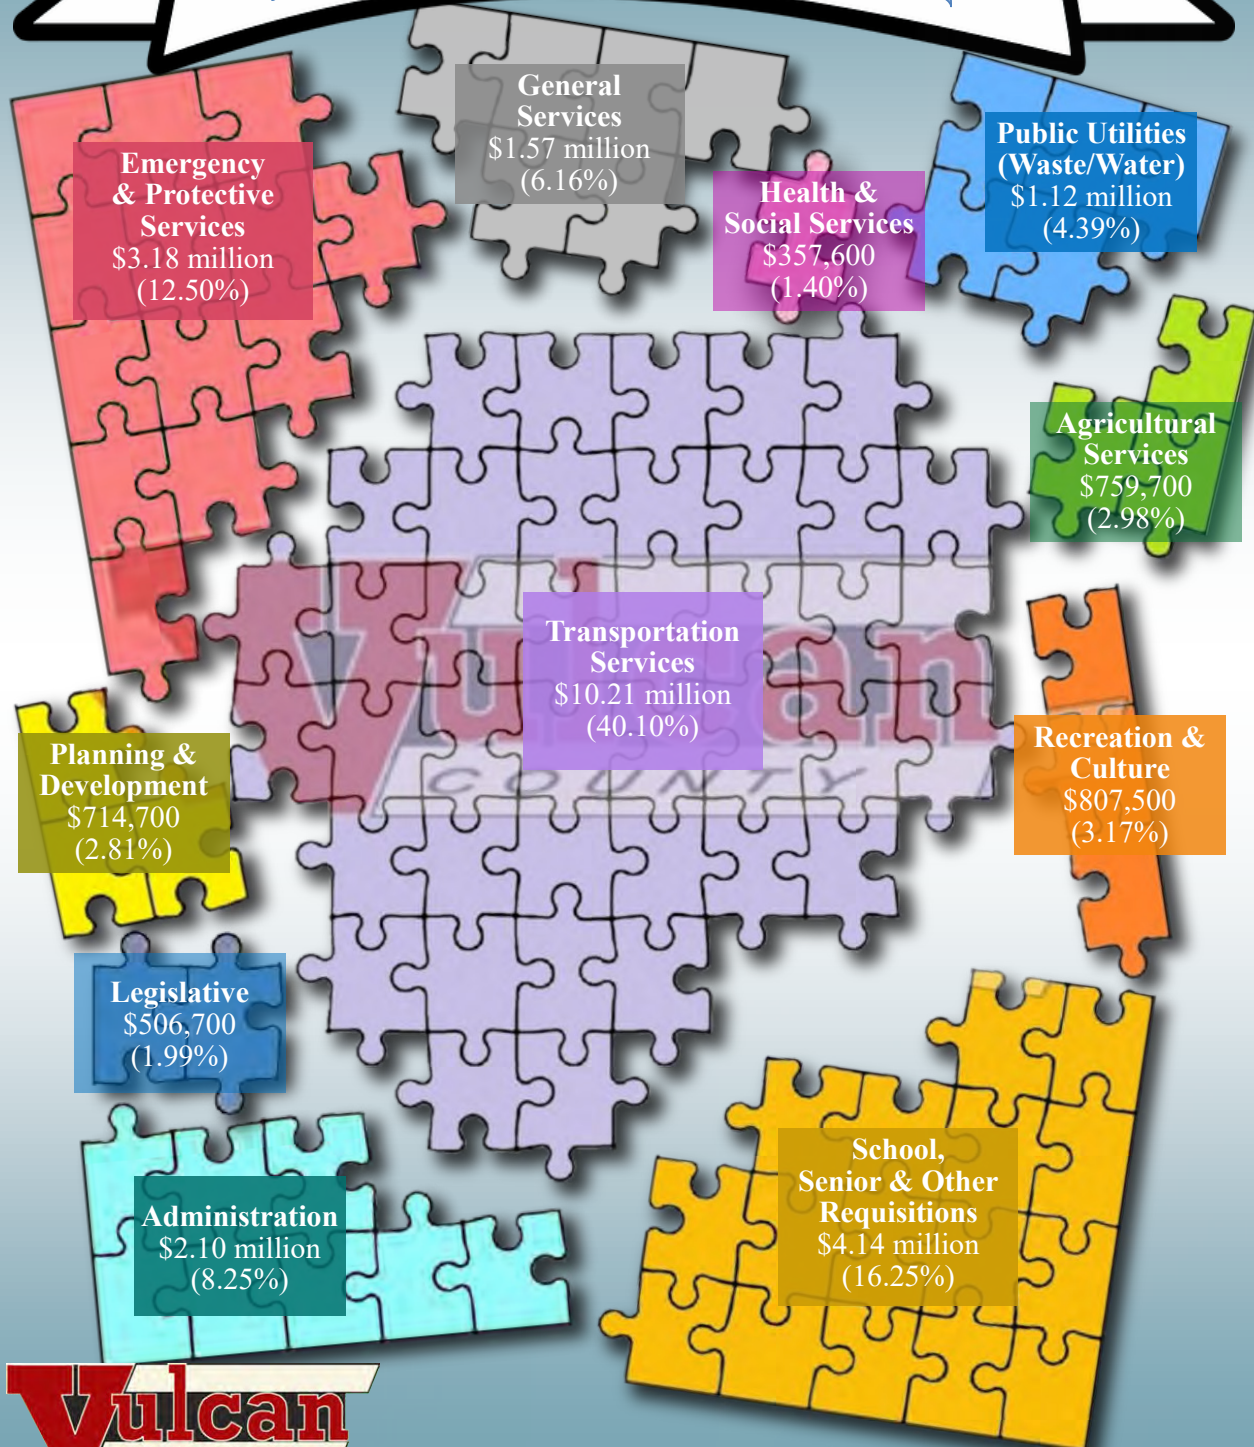 General
Services
$1.57 million
(6.16%)
Public Utilities
(Waste/Water)
$1.12 million
(4.39%)
Emergency
& Protective
Services
$3.18 million
(12.50%)
Health &
Social Services
$357,600
(1.40%)
Agricultural
Services
$759,700
(2.98%)
Vulcan
COUNTY
Transportation
Services
$10.21 million
(40.10%)
Recreation &
Culture
$807,500
(3.17%)
Planning &
Development
$714,700
(2.81%)
Legislative
$506,700
(1.99%)
School,
Senior & Other
Requisitions
$4.14 million
(16.25%)
Administration
$2.10 million
(8.25%)
Vulcan